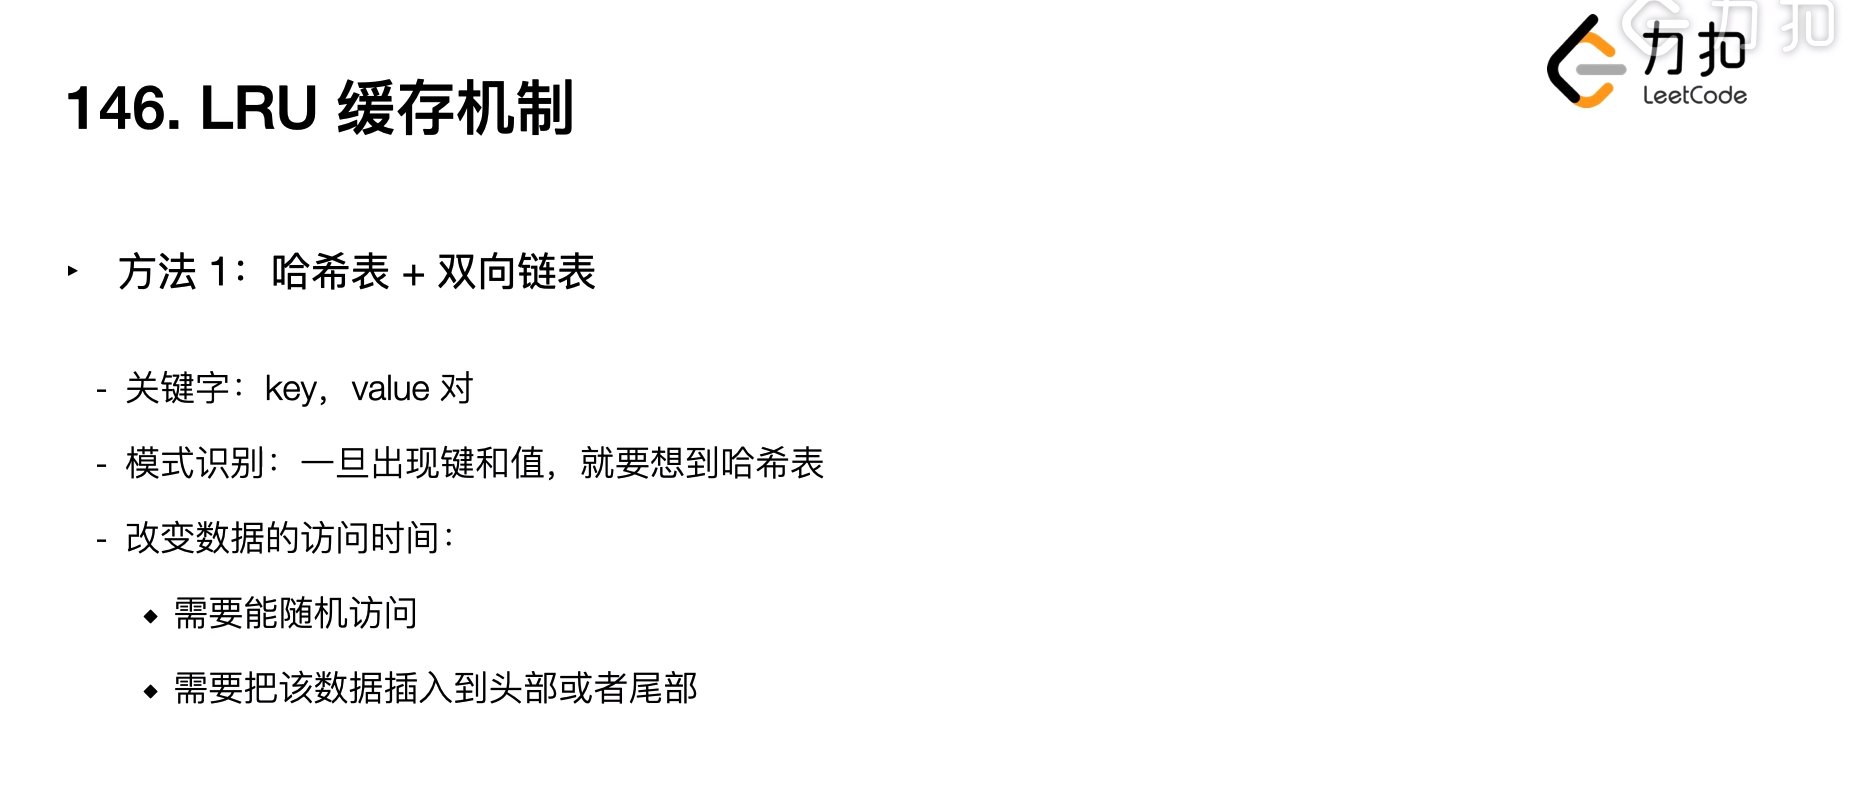 力扣
力扣
LeetCode
146. LRU 缓存机制
‣ 方法 1：哈希表 + 双向链表
- 关键字：key，value 对
- 模式识别：一旦出现键和值，就要想到哈希表
- 改变数据的访问时间：
◆ 需要能随机访问
◆ 需要把该数据插入到头部或者尾部